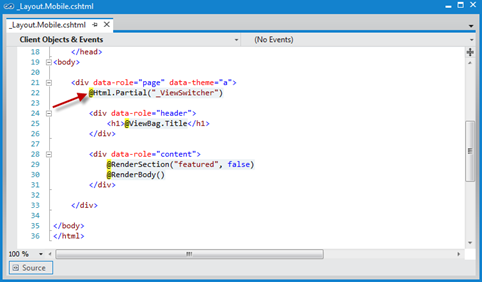 _Layout.Mobile.cshtml
_Layout.Mobile.cshtml
Client Objects & Events (No Events)
18 </head>
19 <body>
20
21 <div data-role="page" data-theme="a">
22 @Html.Partial("_ViewSwitcher")
23
24 <div data-role="header">
25 <h1>@ViewBag.Title</h1>
26 </div>
27
28 <div data-role="content">
29 @RenderSection("featured", false)
30 @RenderBody()
31 </div>
32
33 </div>
34
35 </body>
36 </html>
100 %
Source